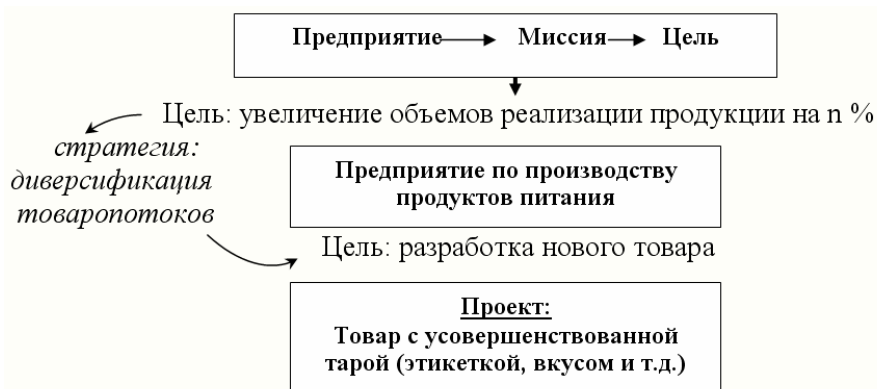 Предприятие Миссия Цель
Цель: увеличение объемов реализации продукции на n %
стратегия:
диверсификация
товаропотоков
Предприятие по производству
продуктов питания
Цель: разработка нового товара
Проект:
Товар с усовершенствованной
тарой (этикеткой, вкусом и т.д.)